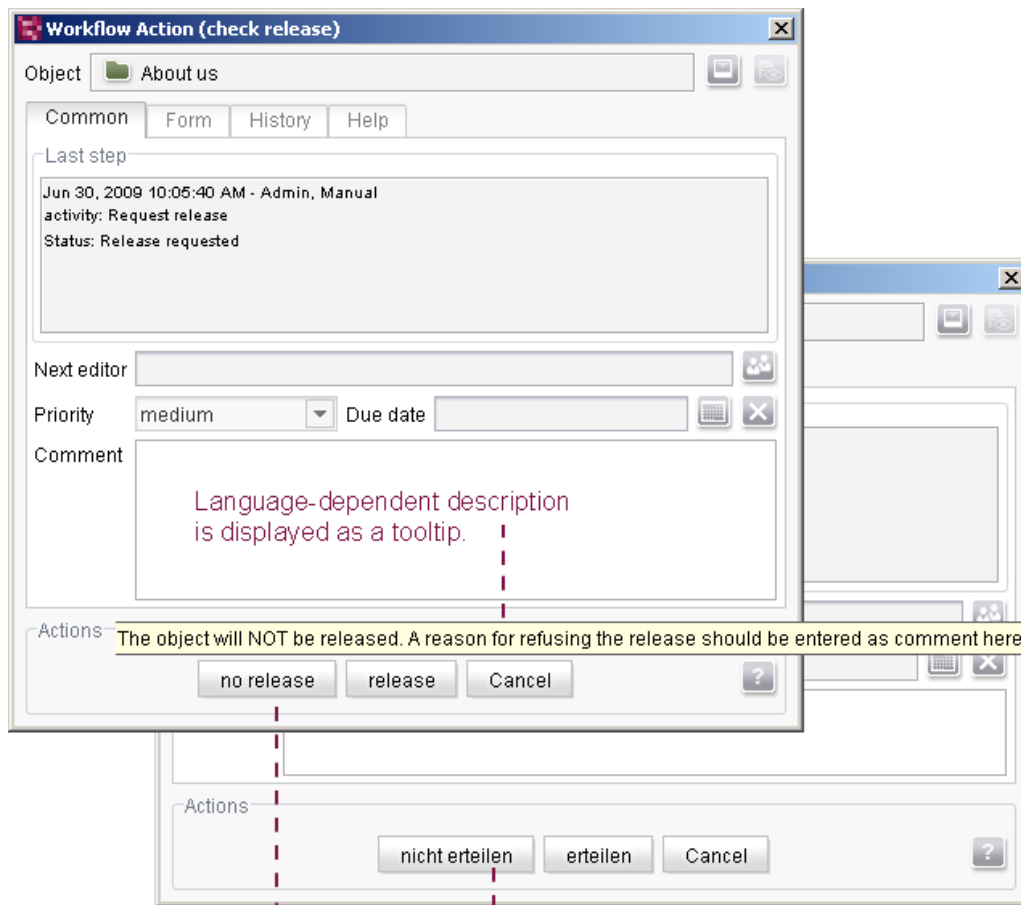 Workflow Action (check release)
Object About us
Common Form History Help
Last step
Jun 30, 2009 10:05:40 AM - Admin, Manual
activity: Request release
Status: Release requested
Next editor
Priority medium Due date
Comment
Language-dependent description
is displayed as a tooltip.
Actions
The object will NOT be released. A reason for refusing the release should be entered as comment here
no release release Cancel ?
Actions
nicht erteilen erteilen Cancel ?